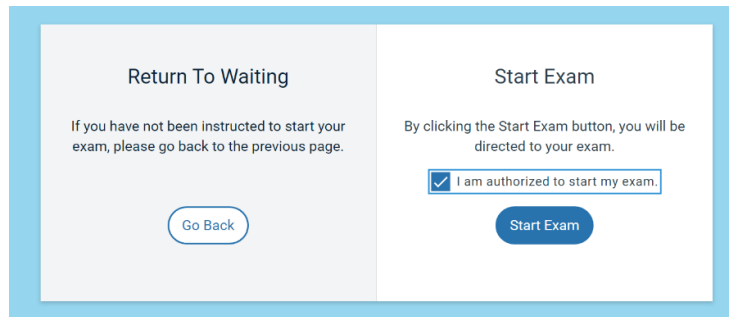 Return To Waiting
If you have not been instructed to start your
exam, please go back to the previous page.
Go Back
Start Exam
By clicking the Start Exam button, you will be
directed to your exam.
I am authorized to start my exam.
Start Exam